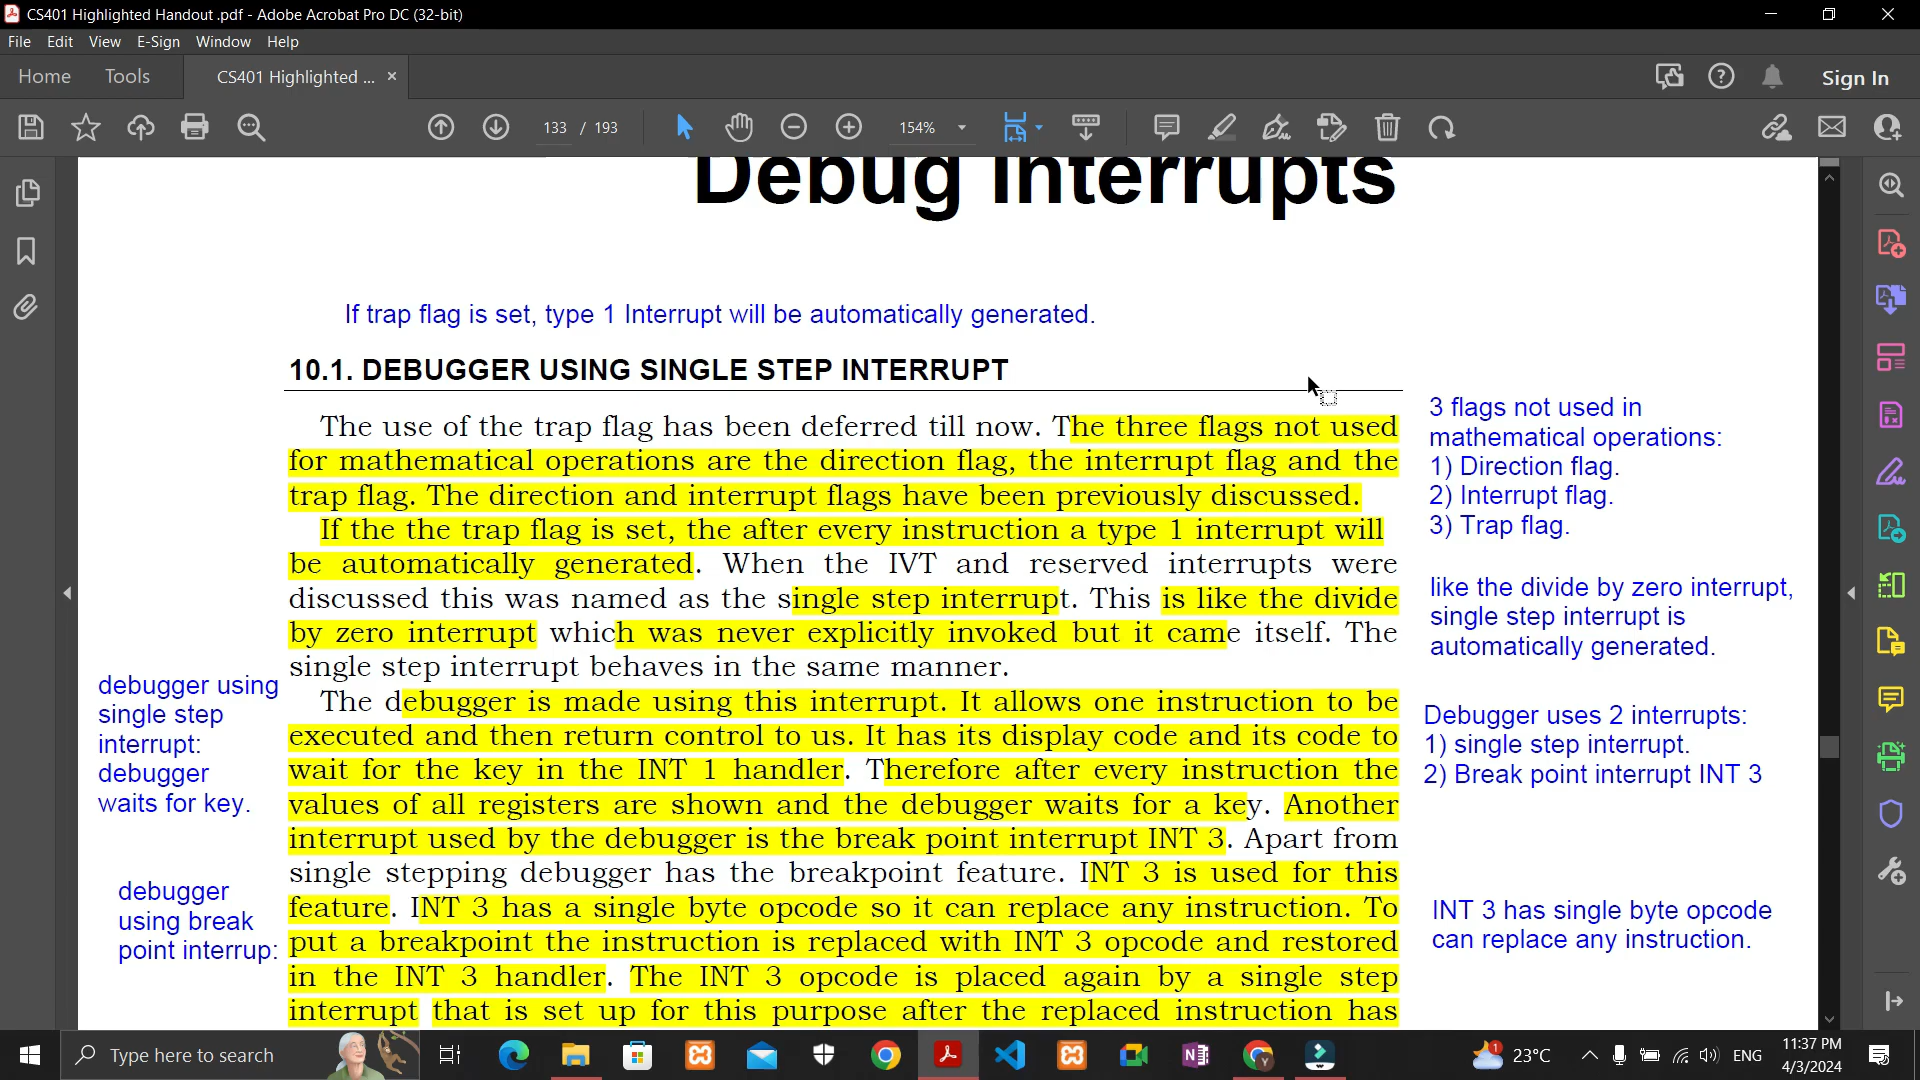 CS401 Highlighted Handout .pdf - Adobe Acrobat Pro DC (32-bit)
File Edit View E-Sign Window Help
Home Tools CS401 Highlighted ... × Sign In
133 / 193 154%
Debug Interrupts
If trap flag is set, type 1 Interrupt will be automatically generated.
10.1. DEBUGGER USING SINGLE STEP INTERRUPT
The use of the trap flag has been deferred till now. The three flags not used
for mathematical operations are the direction flag, the interrupt flag and the
trap flag. The direction and interrupt flags have been previously discussed.
If the the trap flag is set, the after every instruction a type 1 interrupt will
be automatically generated. When the IVT and reserved interrupts were
discussed this was named as the single step interrupt. This is like the divide
by zero interrupt which was never explicitly invoked but it came itself. The
single step interrupt behaves in the same manner.
The debugger is made using this interrupt. It allows one instruction to be
executed and then return control to us. It has its display code and its code to
wait for the key in the INT 1 handler. Therefore after every instruction the
values of all registers are shown and the debugger waits for a key. Another
interrupt used by the debugger is the break point interrupt INT 3. Apart from
single stepping debugger has the breakpoint feature. INT 3 is used for this
feature. INT 3 has a single byte opcode so it can replace any instruction. To
put a breakpoint the instruction is replaced with INT 3 opcode and restored
in the INT 3 handler. The INT 3 opcode is placed again by a single step
interrupt that is set up for this purpose after the replaced instruction has
debugger using
single step
interrupt:
debugger
waits for key.
debugger
using break
point interrup:
3 flags not used in
mathematical operations:
1) Direction flag.
2) Interrupt flag.
3) Trap flag.
like the divide by zero interrupt,
single step interrupt is
automatically generated.
Debugger uses 2 interrupts:
1) single step interrupt.
2) Break point interrupt INT 3
INT 3 has single byte opcode
can replace any instruction.
Type here to search
1 23°C ENG 11:37 PM
4/3/2024